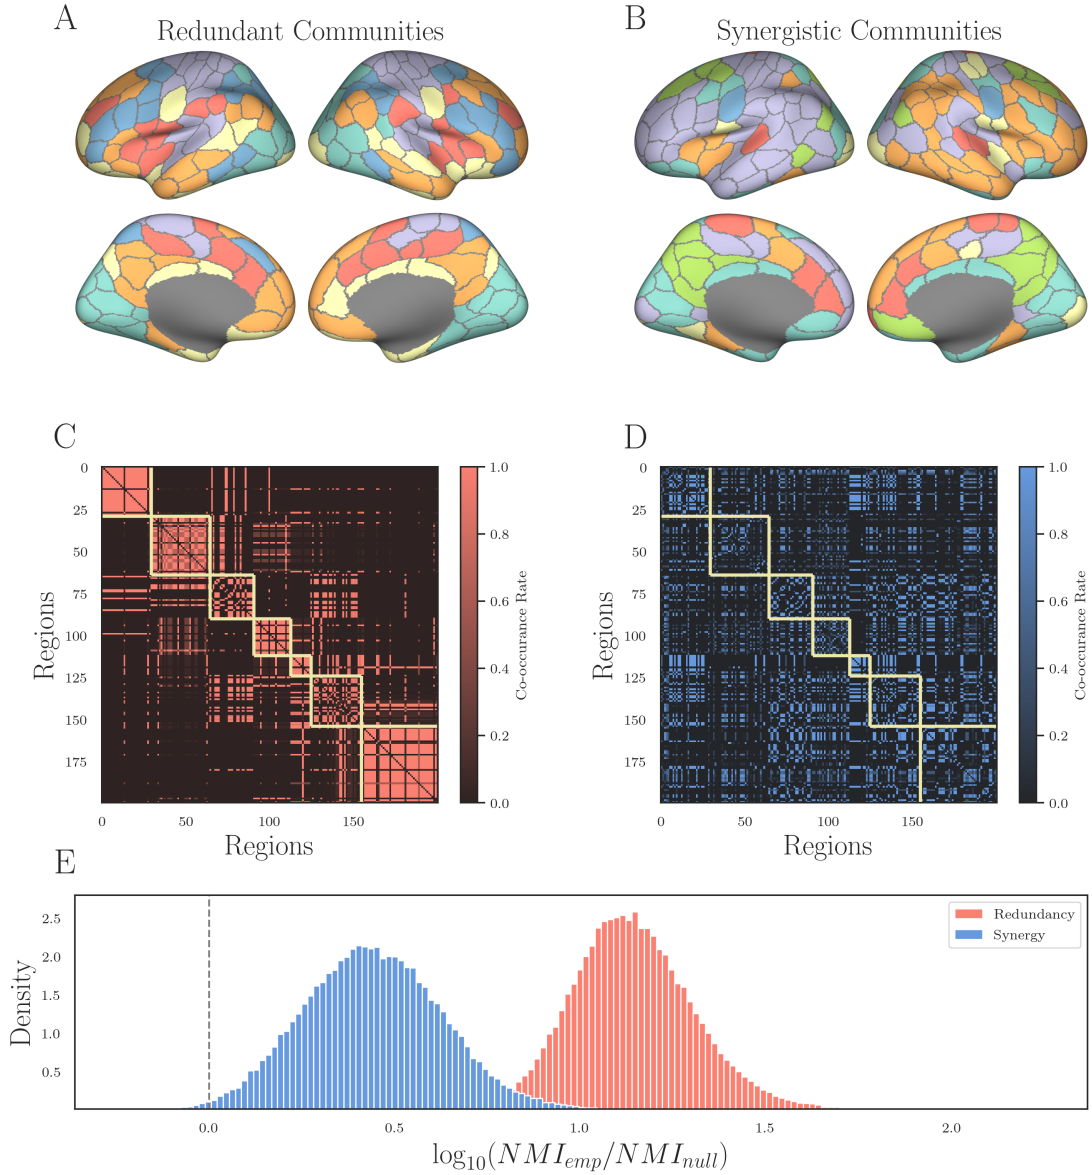 A
Redundant Communities
B
Synergistic Communities
C
Regions
0
25
50
75
100
125
150
175
0
50
100
150
Regions
1.0
0.8
0.6
0.4
0.2
0.0
Co-occurance Rate
D
Regions
0
25
50
75
100
125
150
175
0
50
100
150
Regions
1.0
0.8
0.6
0.4
0.2
0.0
Co-occurance Rate
E
Density
2.5
2.0
1.5
1.0
0.5
Redundancy
Synergy
0.0
0.5
1.0
1.5
2.0
log₁₀(NMI_emp/NMI_null)